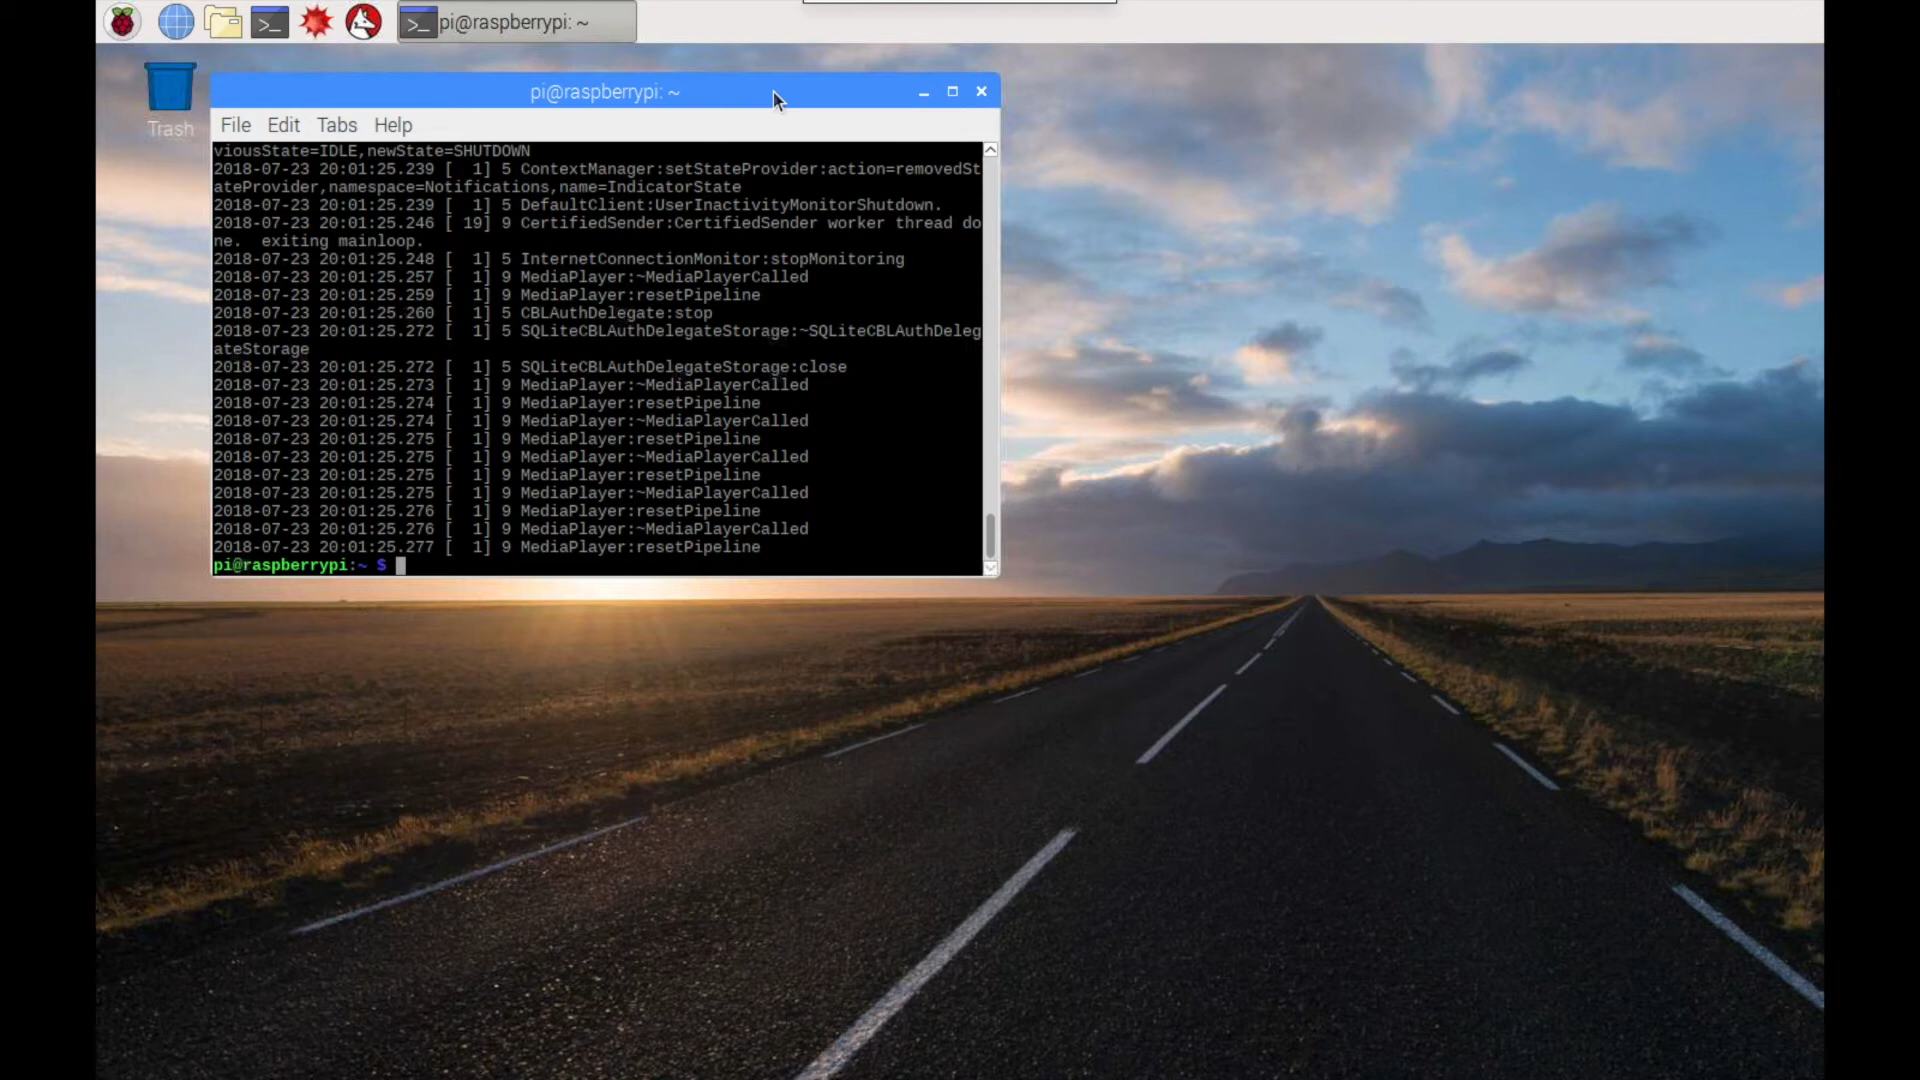 pi@raspberrypi: ~
Trash
pi@raspberrypi: ~
File Edit Tabs Help
viousState=IDLE,newState=SHUTDOWN
2018-07-23 20:01:25.239 [  1] 5 ContextManager:setStateProvider:action=removedSt
ateProvider,namespace=Notifications,name=IndicatorState
2018-07-23 20:01:25.239 [  1] 5 DefaultClient:UserInactivityMonitorShutdown.
2018-07-23 20:01:25.246 [ 19] 9 CertifiedSender:CertifiedSender worker thread do
ne.  exiting mainloop.
2018-07-23 20:01:25.248 [  1] 5 InternetConnectionMonitor:stopMonitoring
2018-07-23 20:01:25.257 [  1] 9 MediaPlayer:~MediaPlayerCalled
2018-07-23 20:01:25.259 [  1] 9 MediaPlayer:resetPipeline
2018-07-23 20:01:25.260 [  1] 5 CBLAuthDelegate:stop
2018-07-23 20:01:25.272 [  1] 5 SQLiteCBLAuthDelegateStorage:~SQLiteCBLAuthDeleg
ateStorage
2018-07-23 20:01:25.272 [  1] 5 SQLiteCBLAuthDelegateStorage:close
2018-07-23 20:01:25.273 [  1] 9 MediaPlayer:~MediaPlayerCalled
2018-07-23 20:01:25.274 [  1] 9 MediaPlayer:resetPipeline
2018-07-23 20:01:25.274 [  1] 9 MediaPlayer:~MediaPlayerCalled
2018-07-23 20:01:25.275 [  1] 9 MediaPlayer:resetPipeline
2018-07-23 20:01:25.275 [  1] 9 MediaPlayer:~MediaPlayerCalled
2018-07-23 20:01:25.275 [  1] 9 MediaPlayer:resetPipeline
2018-07-23 20:01:25.275 [  1] 9 MediaPlayer:~MediaPlayerCalled
2018-07-23 20:01:25.276 [  1] 9 MediaPlayer:resetPipeline
2018-07-23 20:01:25.276 [  1] 9 MediaPlayer:~MediaPlayerCalled
2018-07-23 20:01:25.277 [  1] 9 MediaPlayer:resetPipeline
pi@raspberrypi:~ $